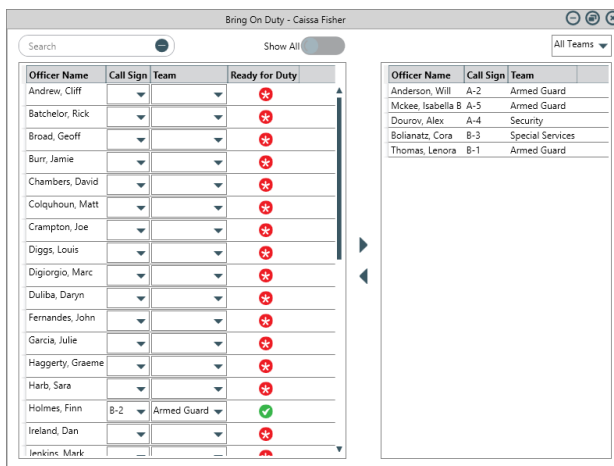 Bring On Duty - Caissa Fisher
Search
Show All
All Teams
Officer Name Call Sign Team Ready for Duty
Andrew, Cliff
Batchelor, Rick
Broad, Geoff
Burr, Jamie
Chambers, David
Colquhoun, Matt
Crampton, Joe
Diggs, Louis
Digiorgio, Marc
Duliba, Daryn
Fernandes, John
Garcia, Julie
Haggerty, Graeme
Harb, Sara
Holmes, Finn B-2 Armed Guard
Ireland, Dan
Jenkins, Mark
Officer Name Call Sign Team
Anderson, Will A-2 Armed Guard
Mckee, Isabella B A-5 Armed Guard
Dourov, Alex A-4 Security
Bolianatz, Cora B-3 Special Services
Thomas, Lenora B-1 Armed Guard